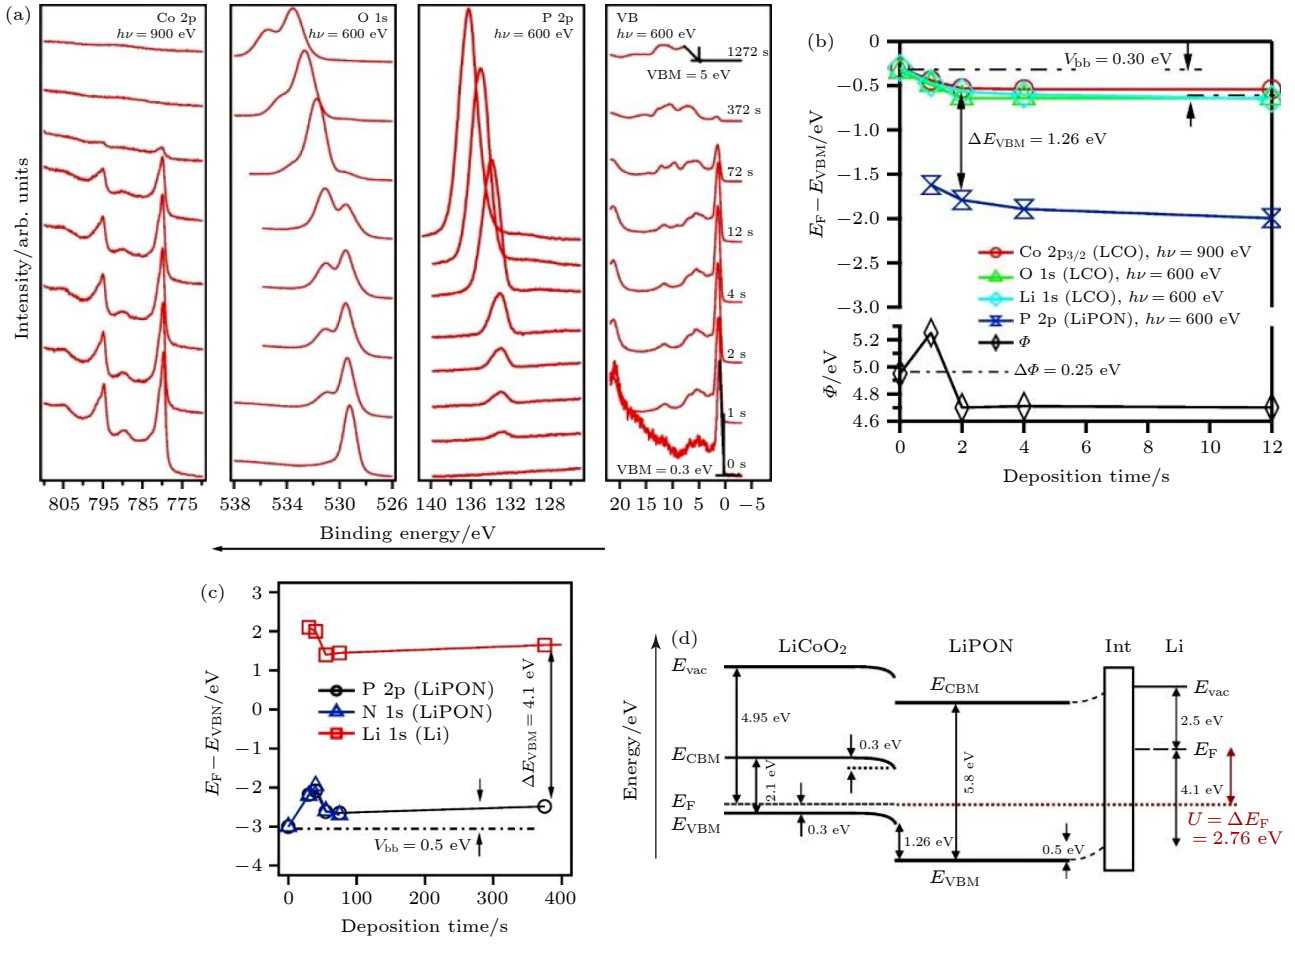 (a)
Co 2p
hν = 900 eV
O 1s
hν = 600 eV
P 2p
hν = 600 eV
VB
hν = 600 eV
1272 s
VBM = 5 eV
372 s
72 s
12 s
4 s
2 s
1 s
VBM = 0.3 eV
0 s
Intensity/arb. units
805 795 785 775
538 534 530 526
140 136 132 128
20 15 10 5 0 −5
Binding energy/eV
(b)
0
−0.5
−1.0
−1.5
−2.0
−2.5
−3.0
E_F − E_VBM/eV
V_bb = 0.30 eV
ΔE_VBM = 1.26 eV
Co 2p_3/2 (LCO), hν = 900 eV
O 1s (LCO), hν = 600 eV
Li 1s (LCO), hν = 600 eV
P 2p (LiPON), hν = 600 eV
Φ
5.2
5.0
4.8
4.6
Φ/eV
ΔΦ = 0.25 eV
0 2 4 6 8 10 12
Deposition time/s
(c)
3
2
1
0
−1
−2
−3
−4
E_F − E_VBN/eV
P 2p (LiPON)
N 1s (LiPON)
Li 1s (Li)
ΔE_VBM = 4.1 eV
V_bb = 0.5 eV
0 100 200 300 400
Deposition time/s
(d)
LiCoO₂ LiPON Int Li
Energy/eV
E_vac
E_CBM
E_vac
4.95 eV
2.5 eV
E_CBM
0.3 eV
E_F
2.1 eV
5.8 eV
4.1 eV
E_F
E_VBM
0.3 eV
1.26 eV
0.5 eV
U = ΔE_F
= 2.76 eV
E_VBM